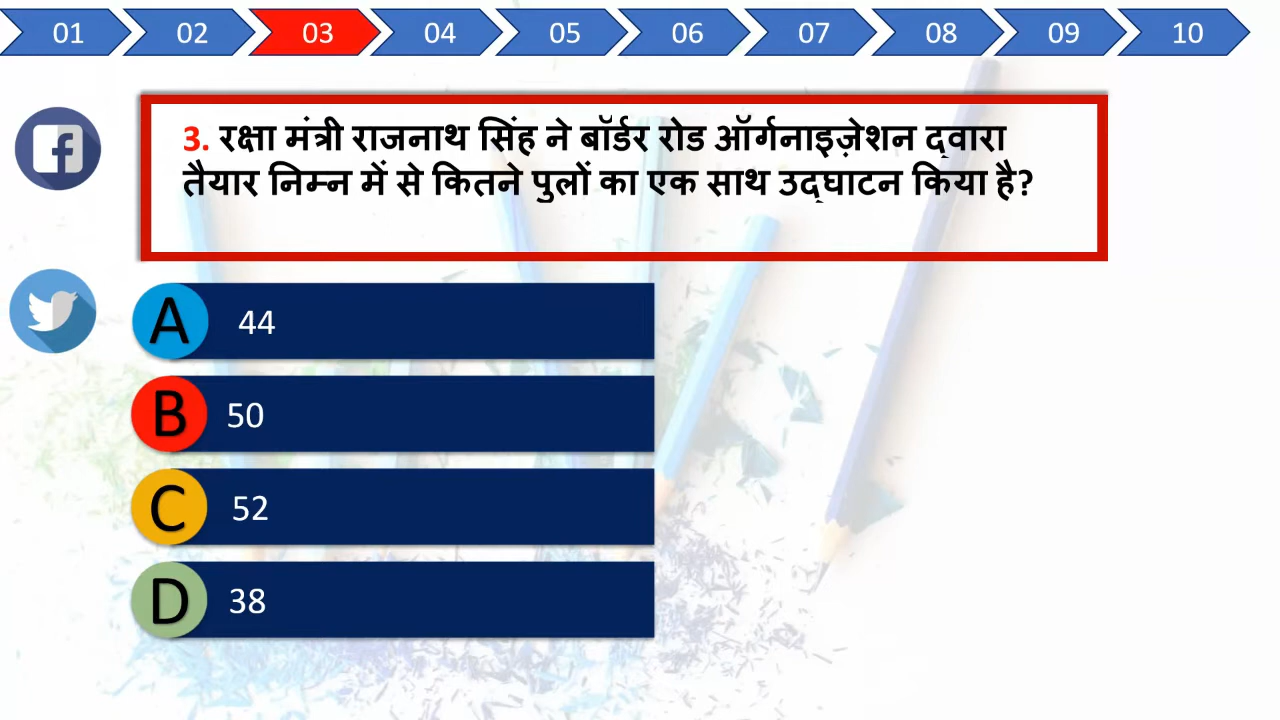 01 02 03 04 05 06 07 08 09 10
3. रक्षा मंत्री राजनाथ सिंह ने बॉर्डर रोड ऑर्गनाइज़ेशन द्वारा
तैयार निम्न में से कितने पुलों का एक साथ उद्घाटन किया है?
A 44
B 50
C 52
D 38